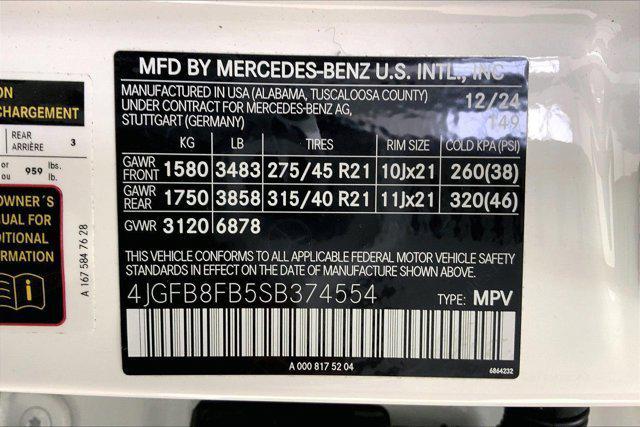 ON
CHARGEMENT
REAR
ARRIÈRE 3
or
ou 959 lbs.
lb.
OWNER'S
NUAL FOR
DITIONAL
ORMATION
A 167 584 76 28
MFD BY MERCEDES-BENZ U.S. INTL., INC
MANUFACTURED IN USA (ALABAMA, TUSCALOOSA COUNTY) 12/24
UNDER CONTRACT FOR MERCEDES-BENZ AG,
STUTTGART (GERMANY) 149
KG LB TIRES RIM SIZE COLD KPA (PSI)
GAWR
FRONT 1580 3483 275/45 R21 10Jx21 260(38)
GAWR
REAR 1750 3858 315/40 R21 11Jx21 320(46)
GVWR 3120 6878
THIS VEHICLE CONFORMS TO ALL APPLICABLE FEDERAL MOTOR VEHICLE SAFETY
STANDARDS IN EFFECT ON THE DATE OF MANUFACTURE SHOWN ABOVE.
4JGFB8FB5SB374554 TYPE: MPV
A 000 817 52 04
6864232